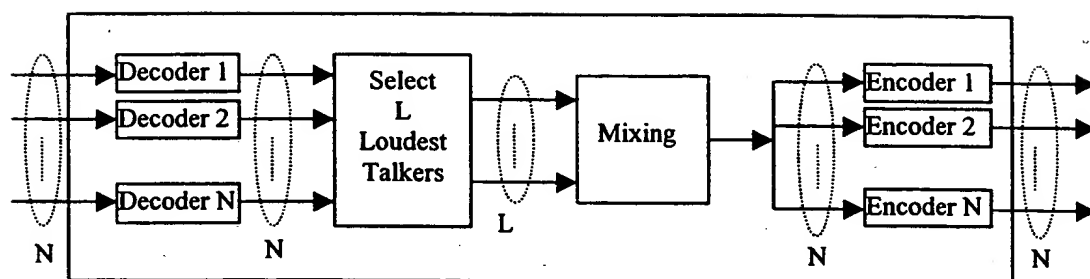 Decoder 1
Decoder 2
Decoder N
N
N
Select
L
Loudest
Talkers
L
Mixing
N
Encoder 1
Encoder 2
Encoder N
N